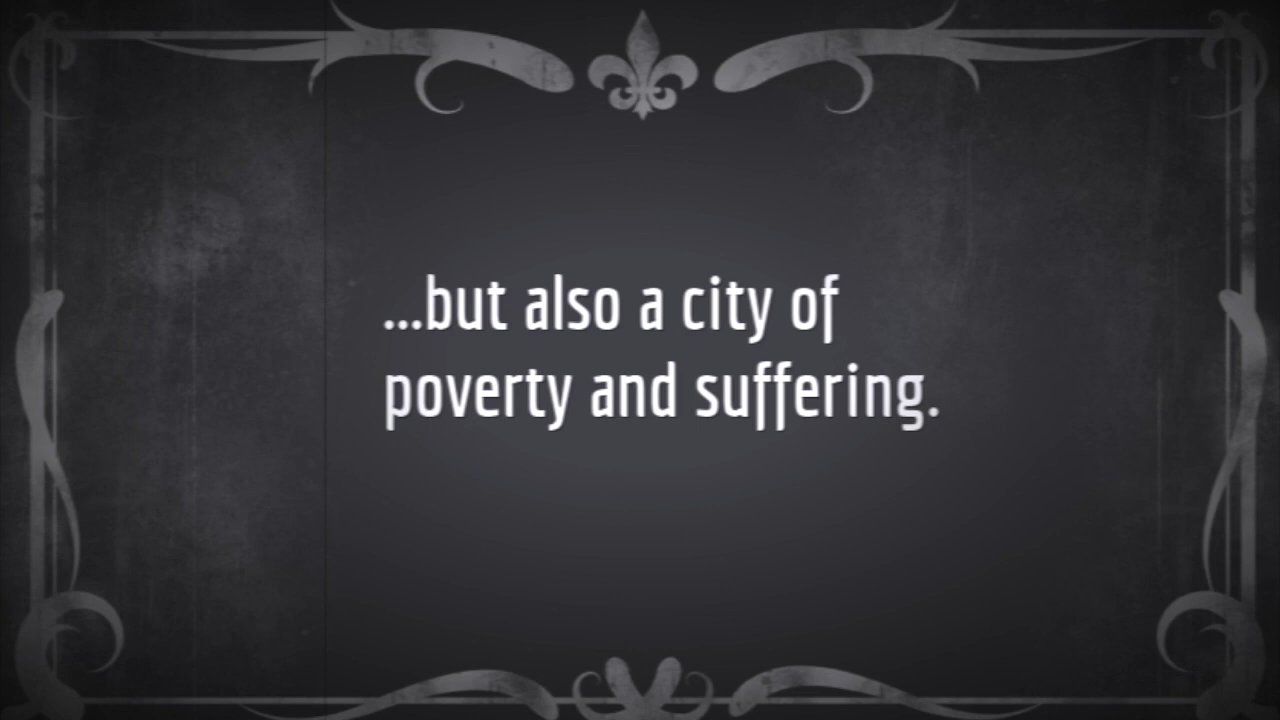 ...but also a city of
poverty and suffering.